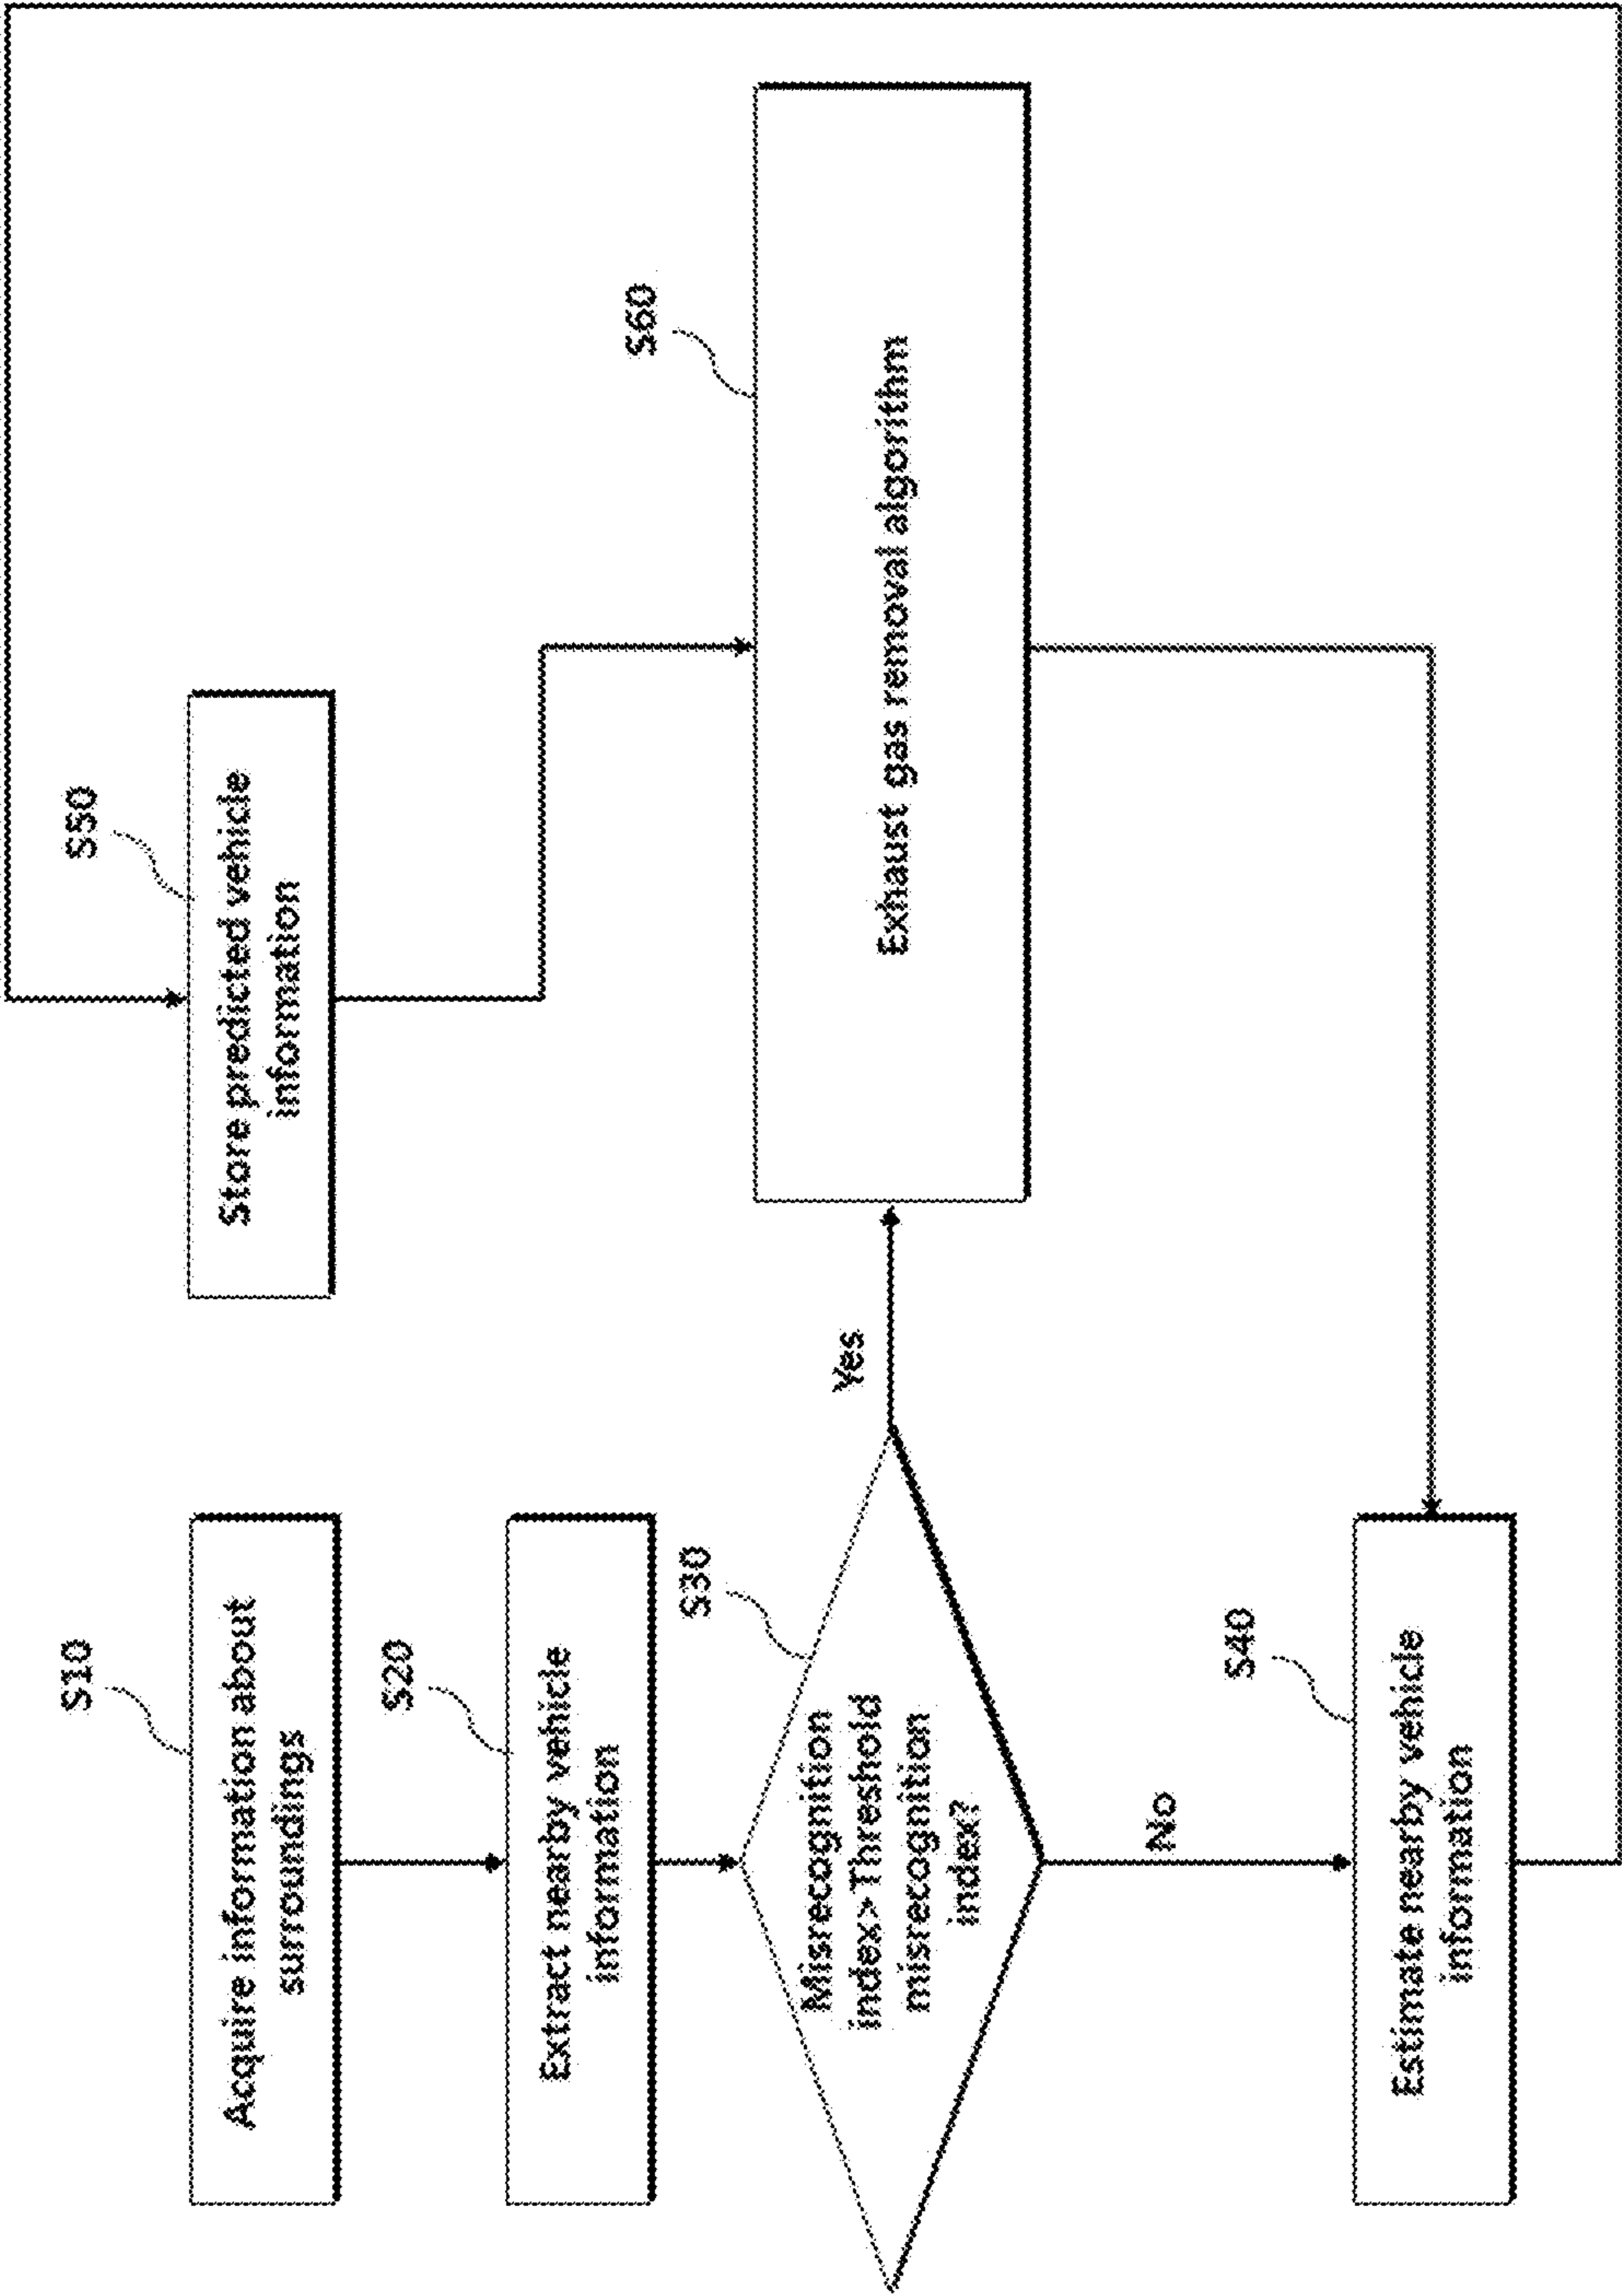 S10
Acquire information about
surroundings
S20
Extract nearby vehicle
information
S30
Misrecognition
index>Threshold
misrecognition
index?
Yes
No
S40
Estimate nearby vehicle
information
S50
Store predicted vehicle
information
S60
Exhaust gas removal algorithm